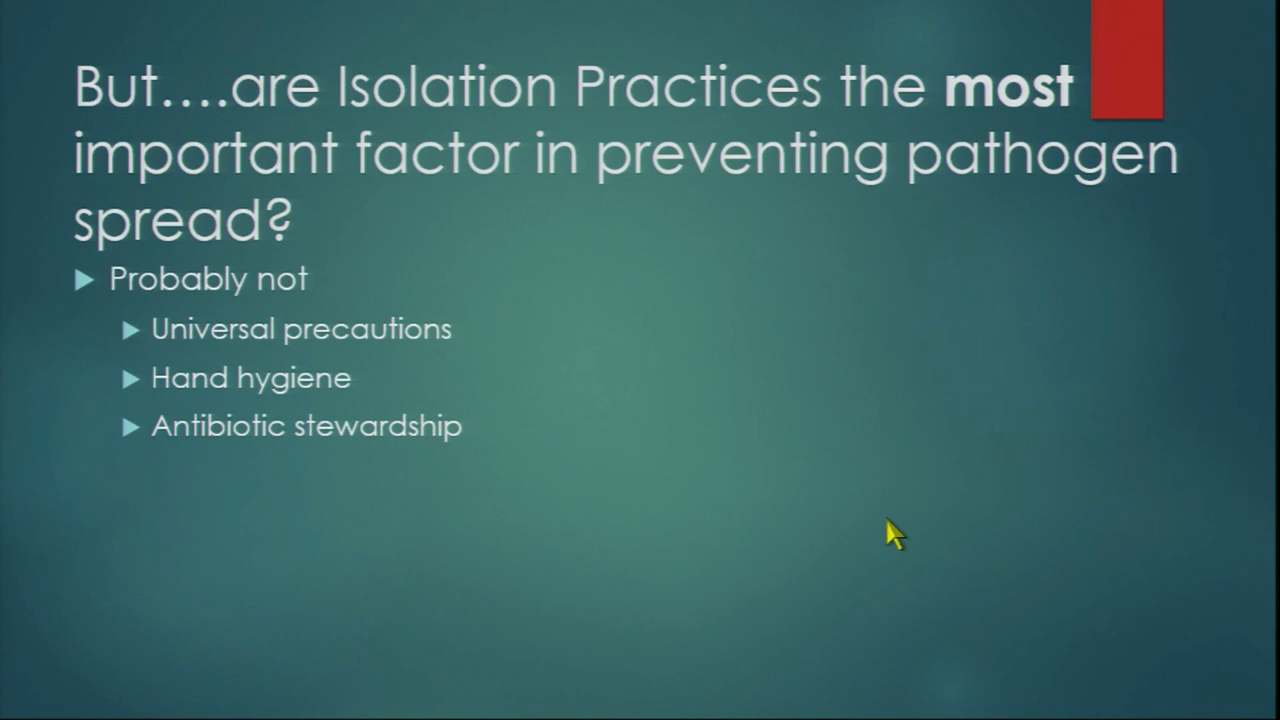 But....are Isolation Practices the most
important factor in preventing pathogen
spread?
Probably not
Universal precautions
Hand hygiene
Antibiotic stewardship